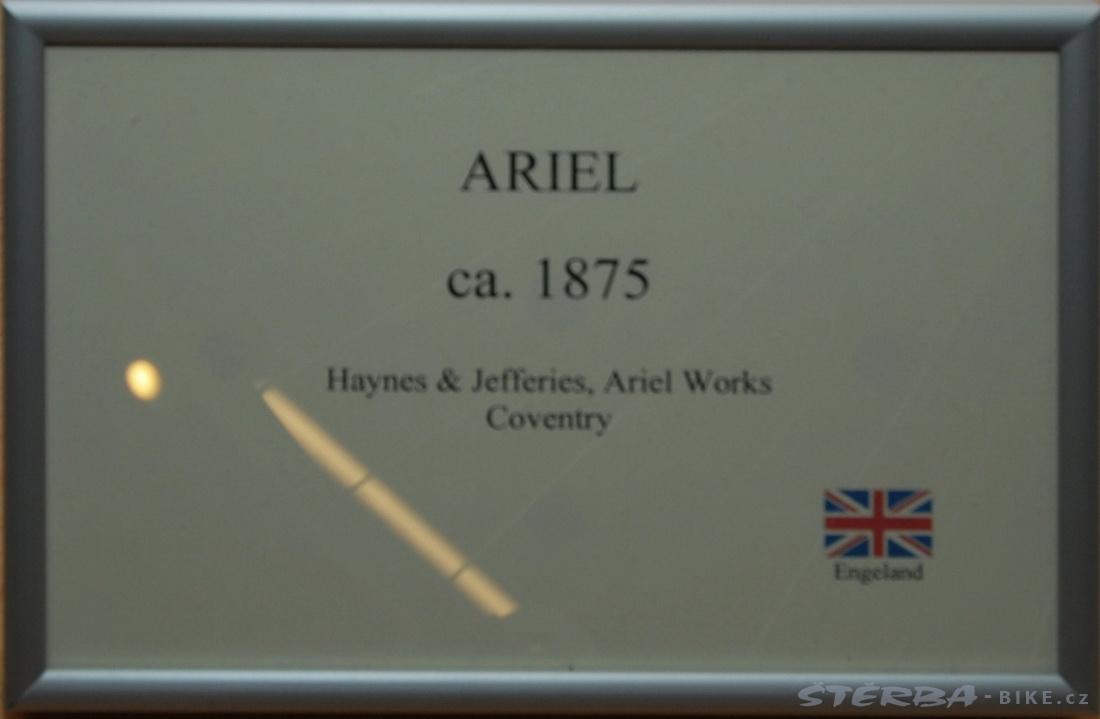 ARIEL
ca. 1875
Haynes & Jefferies, Ariel Works
Coventry
Engeland
ŠTĚRBA-BIKE.CZ